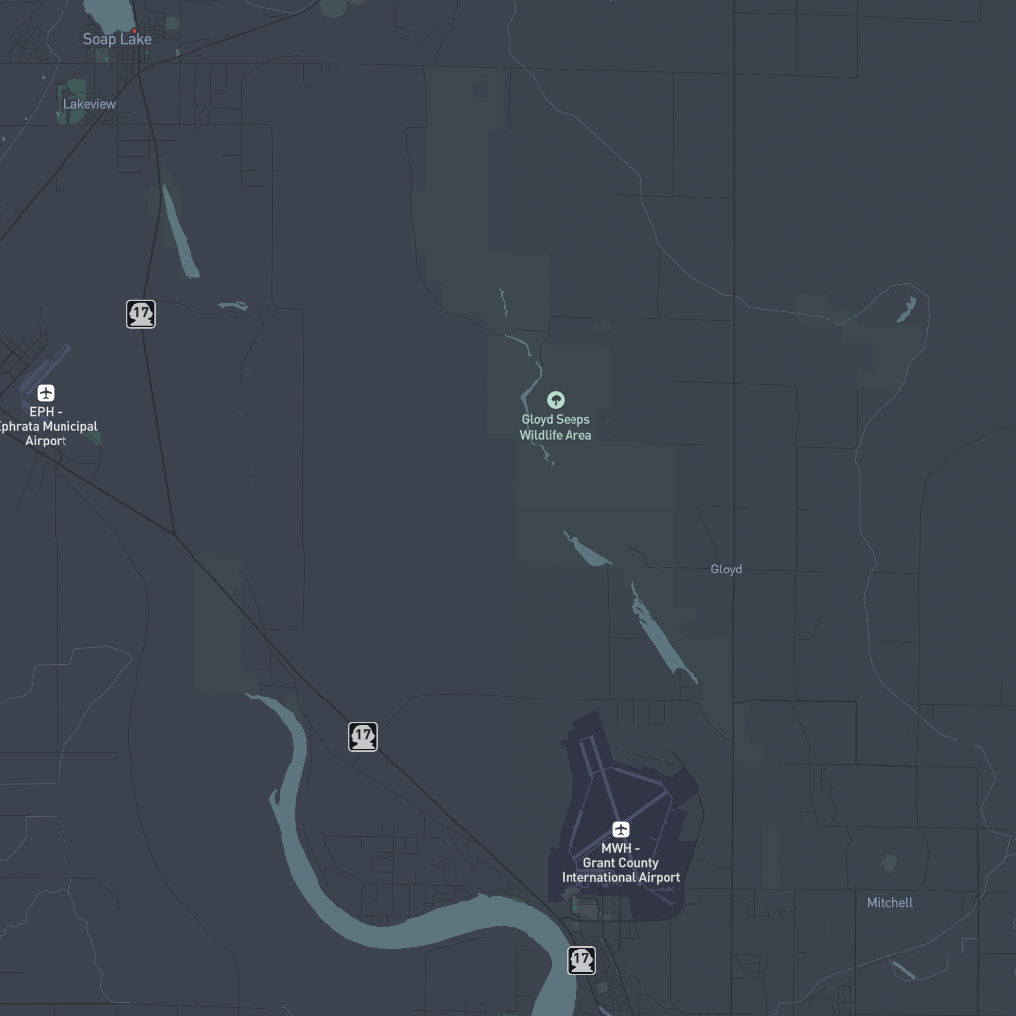 Soap Lake
Lakeview
17
EPH -
Ephrata Municipal
Airport
Gloyd Seeps
Wildlife Area
Gloyd
17
MWH -
Grant County
International Airport
Mitchell
17